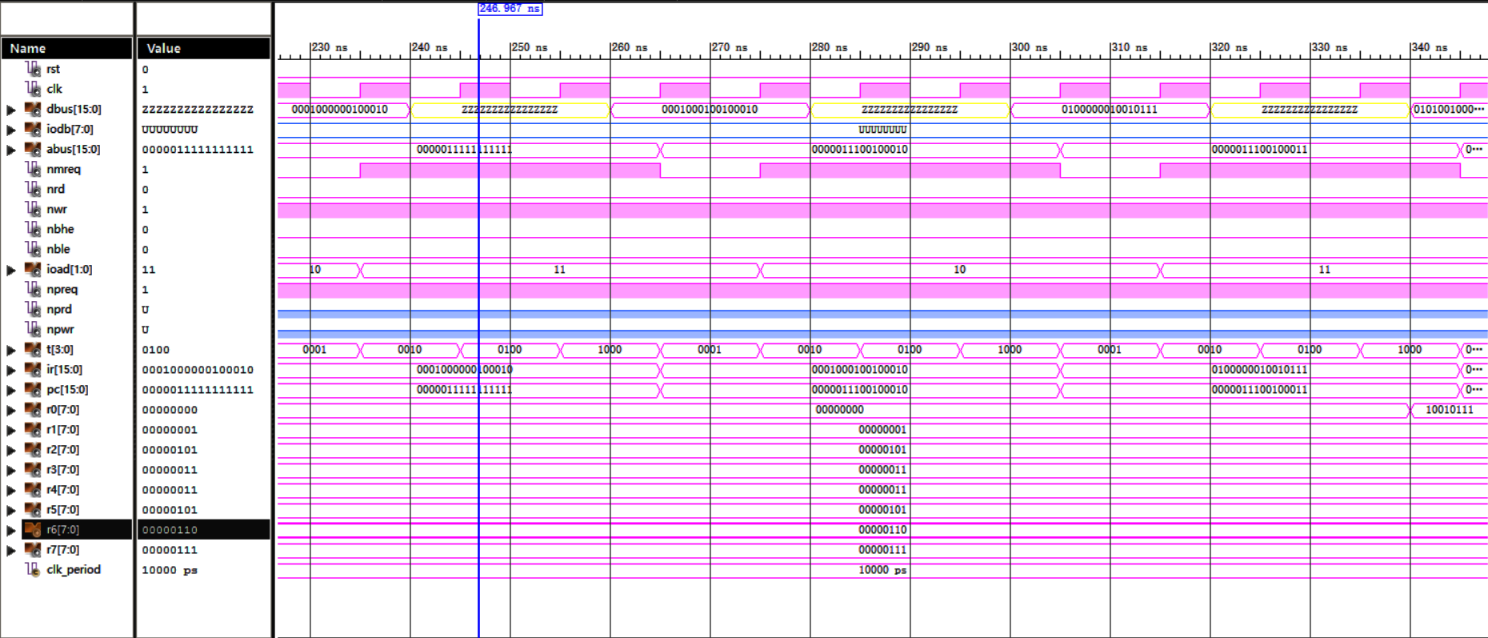 246.967 ns
Name Value
230 ns 240 ns 250 ns 260 ns 270 ns 280 ns 290 ns 300 ns 310 ns 320 ns 330 ns 340 ns
rst 0
clk 1
dbus[15:0] ZZZZZZZZZZZZZZZZ 0001000000100010 ZZZZZZZZZZZZZZZZ 0001000100100010 ZZZZZZZZZZZZZZZZ 0100000010010111 ZZZZZZZZZZZZZZZZ 0101001000···
iodb[7:0] UUUUUUUU UUUUUUUU
abus[15:0] 0000011111111111 0000011111111111 0000011100100010 0000011100100011 0···
nmreq 1
nrd 0
nwr 1
nbhe 0
nble 0
ioad[1:0] 11 10 11 10 11
npreq 1
nprd U
npwr U
t[3:0] 0100 0001 0010 0100 1000 0001 0010 0100 1000 0001 0010 0100 1000 0···
ir[15:0] 0001000000100010 0001000000100010 0001000100100010 0100000010010111 0···
pc[15:0] 0000011111111111 0000011111111111 0000011100100010 0000011100100011 0···
r0[7:0] 00000000 00000000 10010111
r1[7:0] 00000001 00000001
r2[7:0] 00000101 00000101
r3[7:0] 00000011 00000011
r4[7:0] 00000011 00000011
r5[7:0] 00000101 00000101
r6[7:0] 00000110 00000110
r7[7:0] 00000111 00000111
clk_period 10000 ps 10000 ps